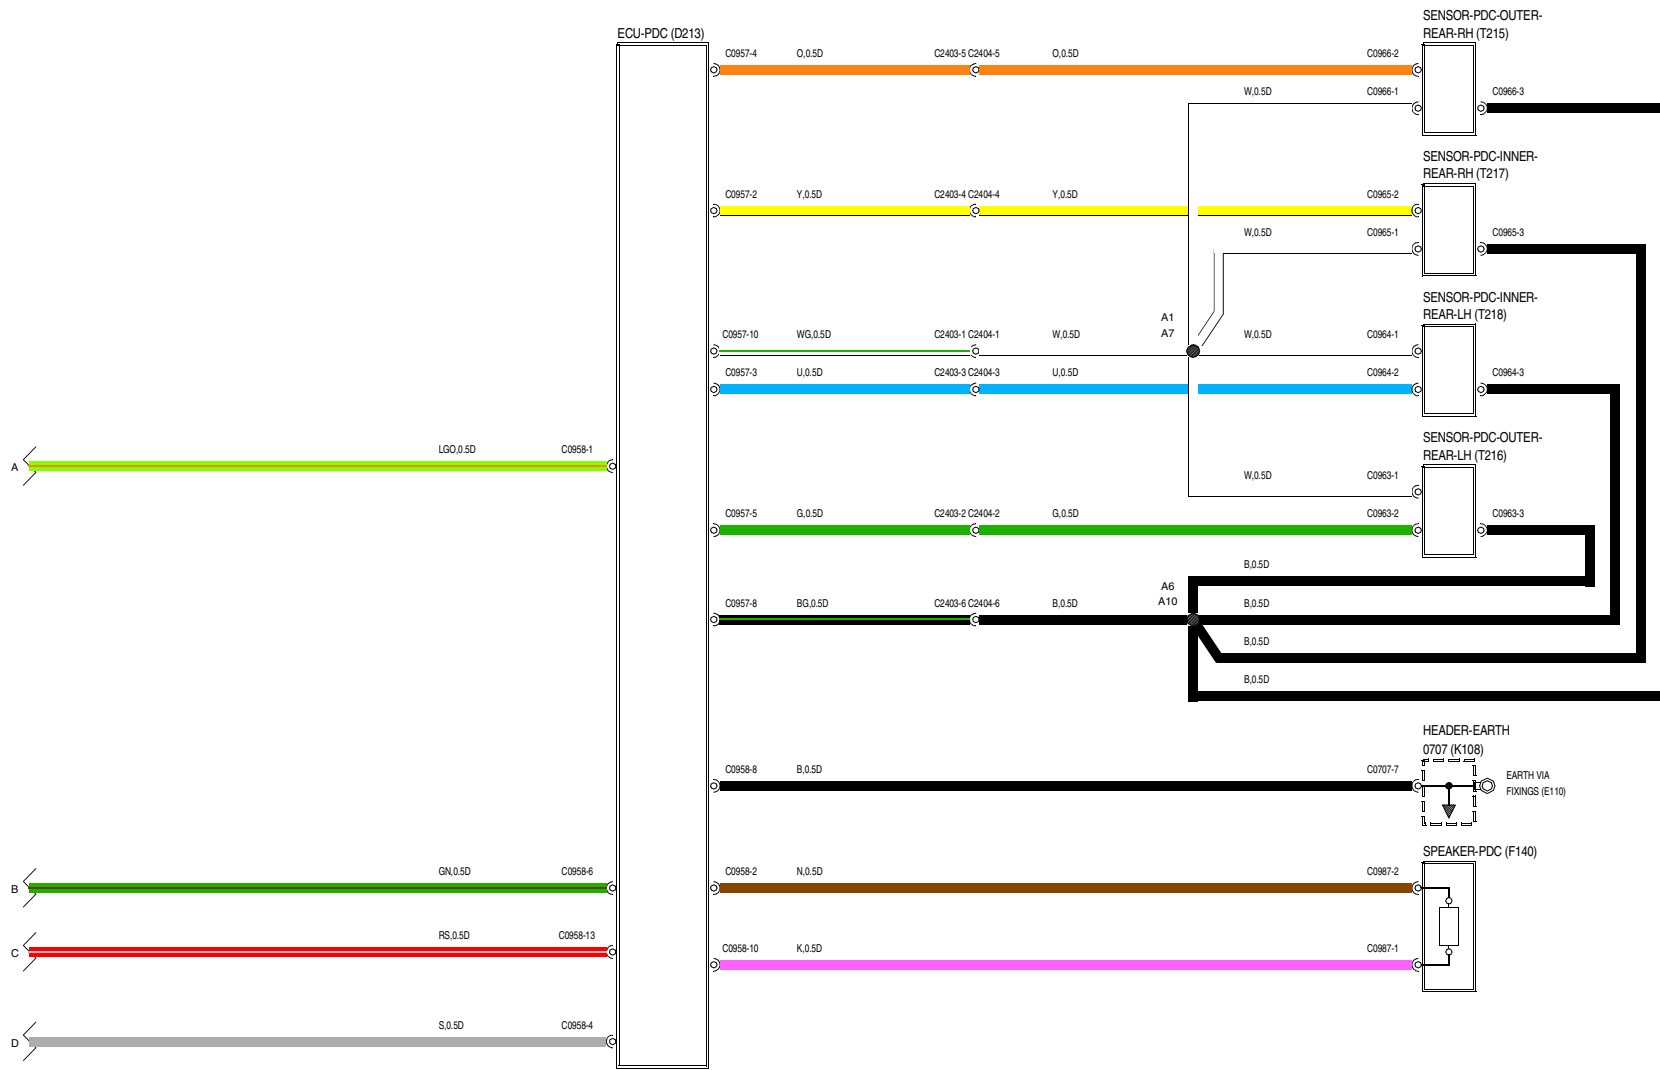 SENSOR-PDC-OUTER-
REAR-RH (T215)
ECU-PDC (D213)
C0957-4 O,0.5D C2403-5 C2404-5 O,0.5D C0966-2
W,0.5D C0966-1 C0966-3
SENSOR-PDC-INNER-
REAR-RH (T217)
C0957-2 Y,0.5D C2403-4 C2404-4 Y,0.5D C0965-2
W,0.5D C0965-1 C0965-3
SENSOR-PDC-INNER-
REAR-LH (T218)
A1
A7
C0957-10 WG,0.5D C2403-1 C2404-1 W,0.5D W,0.5D C0964-1
C0957-3 U,0.5D C2403-3 C2404-3 U,0.5D C0964-2 C0964-3
SENSOR-PDC-OUTER-
REAR-LH (T216)
A LGO,0.5D C0958-1
W,0.5D C0963-1
C0957-5 G,0.5D C2403-2 C2404-2 G,0.5D C0963-2 C0963-3
B,0.5D
A6
A10
C0957-8 BG,0.5D C2403-6 C2404-6 B,0.5D B,0.5D
B,0.5D
B,0.5D
HEADER-EARTH
0707 (K108)
C0958-8 B,0.5D C0707-7
EARTH VIA
FIXINGS (E110)
SPEAKER-PDC (F140)
B GN,0.5D C0958-6 C0958-2 N,0.5D C0987-2
C RS,0.5D C0958-13
C0958-10 K,0.5D C0987-1
D S,0.5D C0958-4